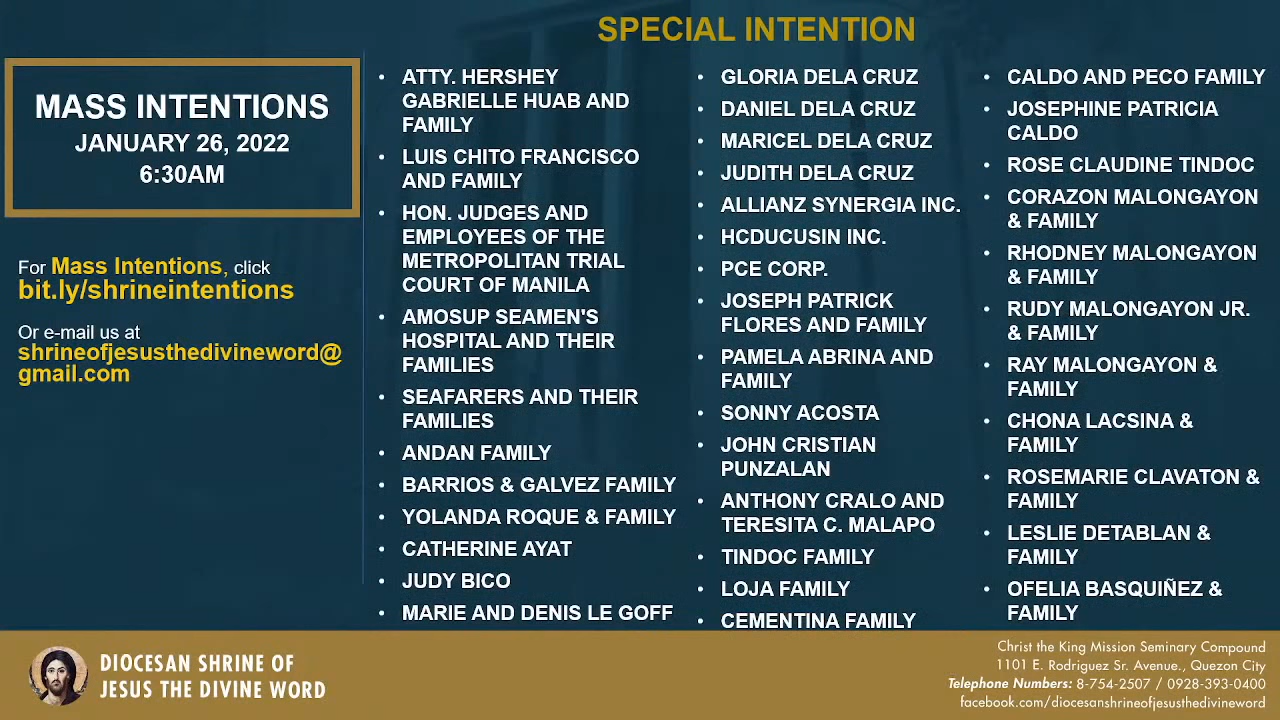 SPECIAL INTENTION
MASS INTENTIONS
JANUARY 26, 2022
6:30AM
For Mass Intentions, click
bit.ly/shrineintentions
Or e-mail us at
shrineofjesusthedivineword@
gmail.com
• ATTY. HERSHEY
GABRIELLE HUAB AND
FAMILY
• LUIS CHITO FRANCISCO
AND FAMILY
• HON. JUDGES AND
EMPLOYEES OF THE
METROPOLITAN TRIAL
COURT OF MANILA
• AMOSUP SEAMEN'S
HOSPITAL AND THEIR
FAMILIES
• SEAFARERS AND THEIR
FAMILIES
• ANDAN FAMILY
• BARRIOS & GALVEZ FAMILY
• YOLANDA ROQUE & FAMILY
• CATHERINE AYAT
• JUDY BICO
• MARIE AND DENIS LE GOFF
• GLORIA DELA CRUZ
• DANIEL DELA CRUZ
• MARICEL DELA CRUZ
• JUDITH DELA CRUZ
• ALLIANZ SYNERGIA INC.
• HCDUCUSIN INC.
• PCE CORP.
• JOSEPH PATRICK
FLORES AND FAMILY
• PAMELA ABRINA AND
FAMILY
• SONNY ACOSTA
• JOHN CRISTIAN
PUNZALAN
• ANTHONY CRALO AND
TERESITA C. MALAPO
• TINDOC FAMILY
• LOJA FAMILY
• CEMENTINA FAMILY
• CALDO AND PECO FAMILY
• JOSEPHINE PATRICIA
CALDO
• ROSE CLAUDINE TINDOC
• CORAZON MALONGAYON
& FAMILY
• RHODNEY MALONGAYON
& FAMILY
• RUDY MALONGAYON JR.
& FAMILY
• RAY MALONGAYON &
FAMILY
• CHONA LACSINA &
FAMILY
• ROSEMARIE CLAVATON &
FAMILY
• LESLIE DETABLAN &
FAMILY
• OFELIA BASQUIÑEZ &
FAMILY
DIOCESAN SHRINE OF
JESUS THE DIVINE WORD
Christ the King Mission Seminary Compound
1101 E. Rodriguez Sr. Avenue., Quezon City
Telephone Numbers: 8-754-2507 / 0928-393-0400
facebook.com/diocesanshrineofjesusthedivineword